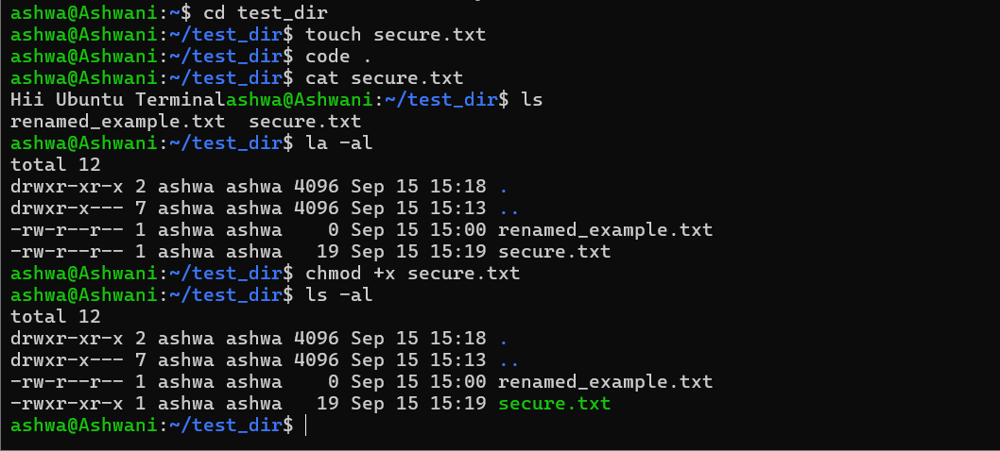 ashwa@Ashwani:~$ cd test_dir
ashwa@Ashwani:~/test_dir$ touch secure.txt
ashwa@Ashwani:~/test_dir$ code .
ashwa@Ashwani:~/test_dir$ cat secure.txt
Hii Ubuntu Terminalashwa@Ashwani:~/test_dir$ ls
renamed_example.txt  secure.txt
ashwa@Ashwani:~/test_dir$ la -al
total 12
drwxr-xr-x 2 ashwa ashwa 4096 Sep 15 15:18 .
drwxr-x--- 7 ashwa ashwa 4096 Sep 15 15:13 ..
-rw-r--r-- 1 ashwa ashwa    0 Sep 15 15:00 renamed_example.txt
-rw-r--r-- 1 ashwa ashwa   19 Sep 15 15:19 secure.txt
ashwa@Ashwani:~/test_dir$ chmod +x secure.txt
ashwa@Ashwani:~/test_dir$ ls -al
total 12
drwxr-xr-x 2 ashwa ashwa 4096 Sep 15 15:18 .
drwxr-x--- 7 ashwa ashwa 4096 Sep 15 15:13 ..
-rw-r--r-- 1 ashwa ashwa    0 Sep 15 15:00 renamed_example.txt
-rwxr-xr-x 1 ashwa ashwa   19 Sep 15 15:19 secure.txt
ashwa@Ashwani:~/test_dir$